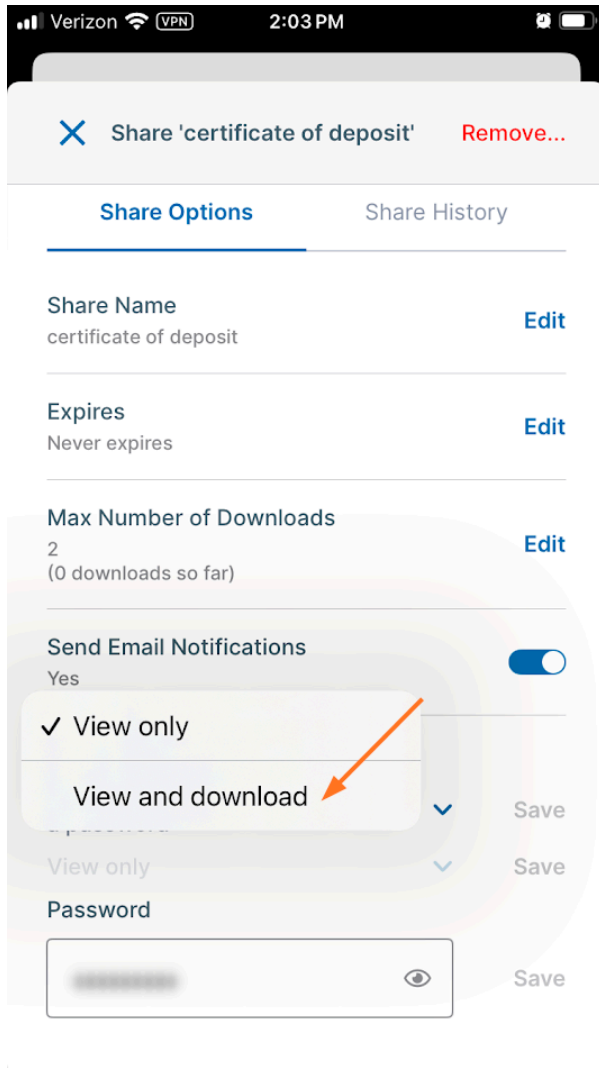 Verizon VPN 2:03 PM
Share 'certificate of deposit' Remove...
Share Options Share History
Share Name
Edit
certificate of deposit
Expires
Edit
Never expires
Max Number of Downloads
2
Edit
(0 downloads so far)
Send Email Notifications
Yes
✓ View only
View and download
Save
a password
View only Save
Password
Save